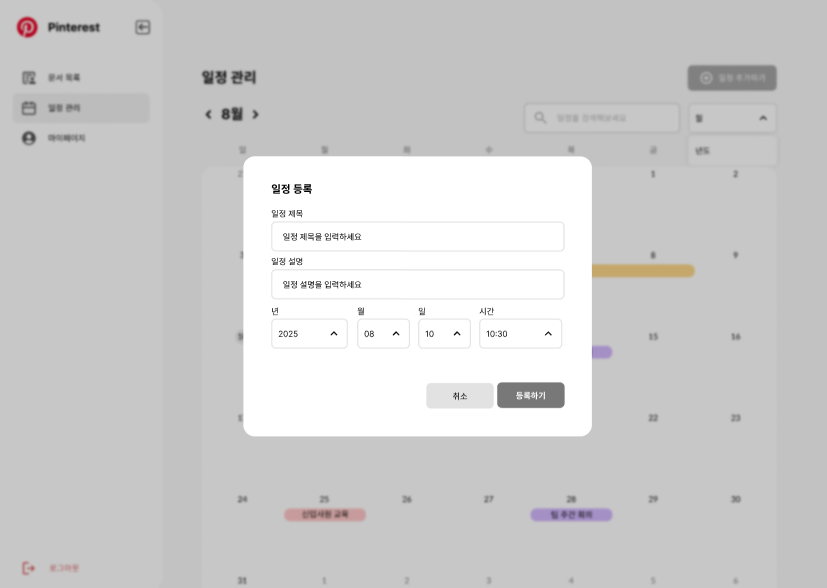 Pinterest
문서 목록
일정 관리
마이페이지
로그아웃
일정 관리
일정 추가하기
8월
일정을 검색해보세요
월
년도
일 월 화 수 목 금
1 2
8 9
15 16
22 23
24 25 26 27 28 29 30
신입사원 교육
팀 주간 회의
31 1 2 3 4 5 6
일정 등록
일정 제목
일정 제목을 입력하세요
일정 설명
일정 설명을 입력하세요
년 월 일 시간
2025 08 10 10:30
취소 등록하기